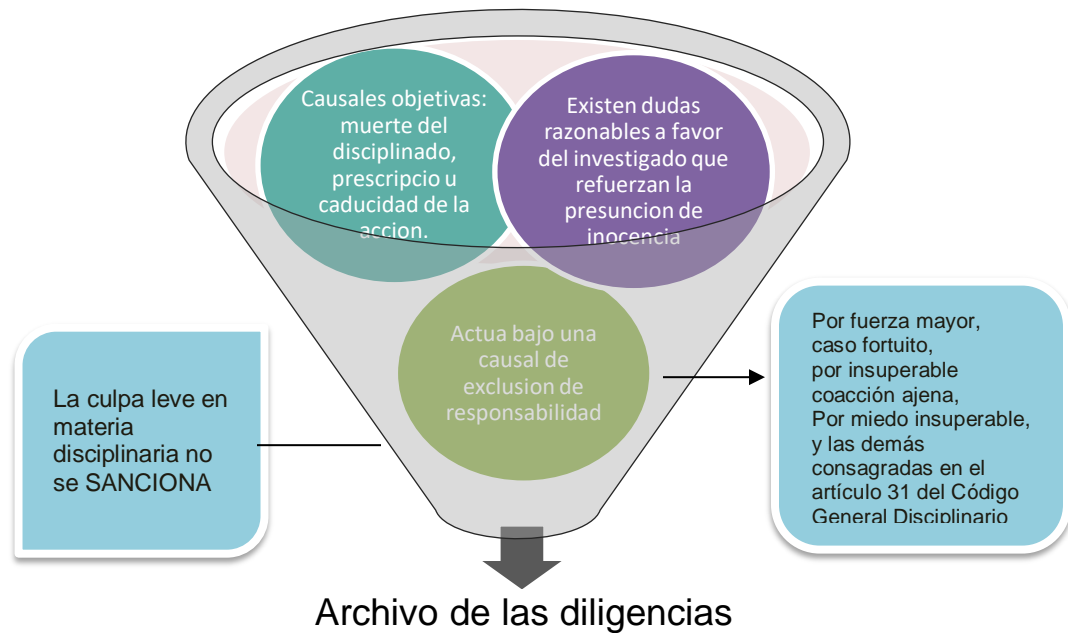 Causales objetivas:
muerte del
disciplinado,
prescripcio u
caducidad de la
accion.
Existen dudas
razonables a favor
del investigado que
refuerzan la
presuncion de
inocencia
Actua bajo una
causal de
exclusion de
responsabilidad
La culpa leve en
materia
disciplinaria no
se SANCIONA
Por fuerza mayor,
caso fortuito,
por insuperable
coacción ajena,
Por miedo insuperable,
y las demás
consagradas en el
artículo 31 del Código
General Disciplinario
Archivo de las diligencias